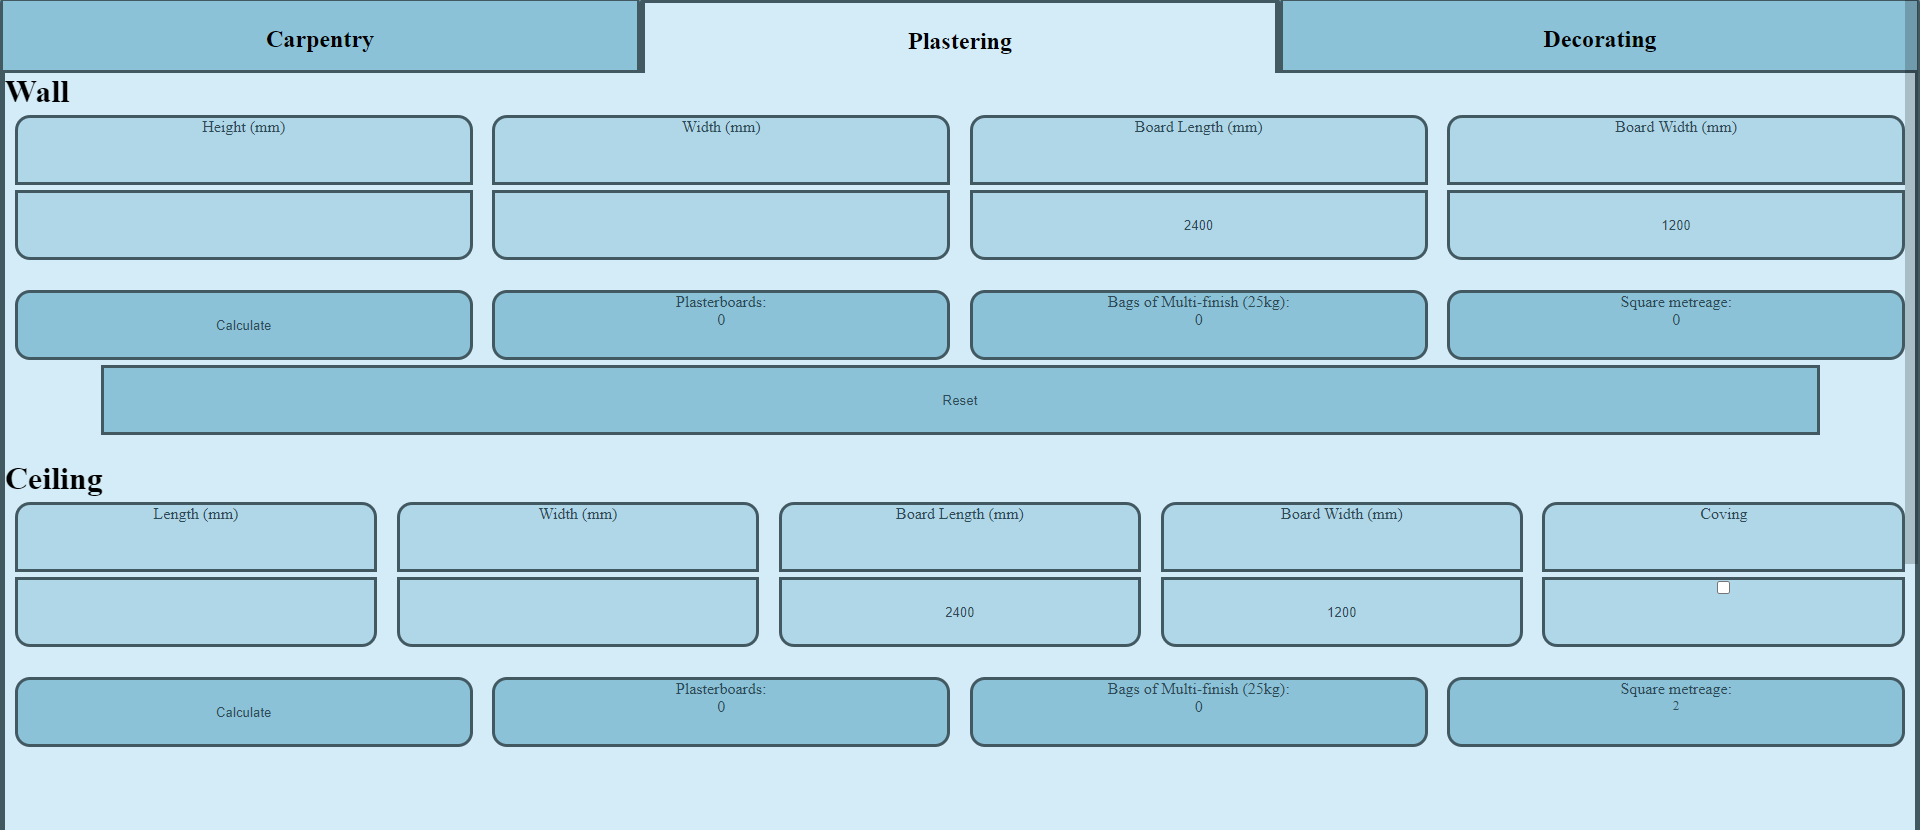 Carpentry
Plastering
Decorating
Wall
Height (mm)
Width (mm)
Board Length (mm)
Board Width (mm)
2400
1200
Calculate
Plasterboards:
0
Bags of Multi-finish (25kg):
0
Square metreage:
0
Reset
Ceiling
Length (mm)
Width (mm)
Board Length (mm)
Board Width (mm)
Coving
2400
1200
Calculate
Plasterboards:
0
Bags of Multi-finish (25kg):
0
Square metreage:
2